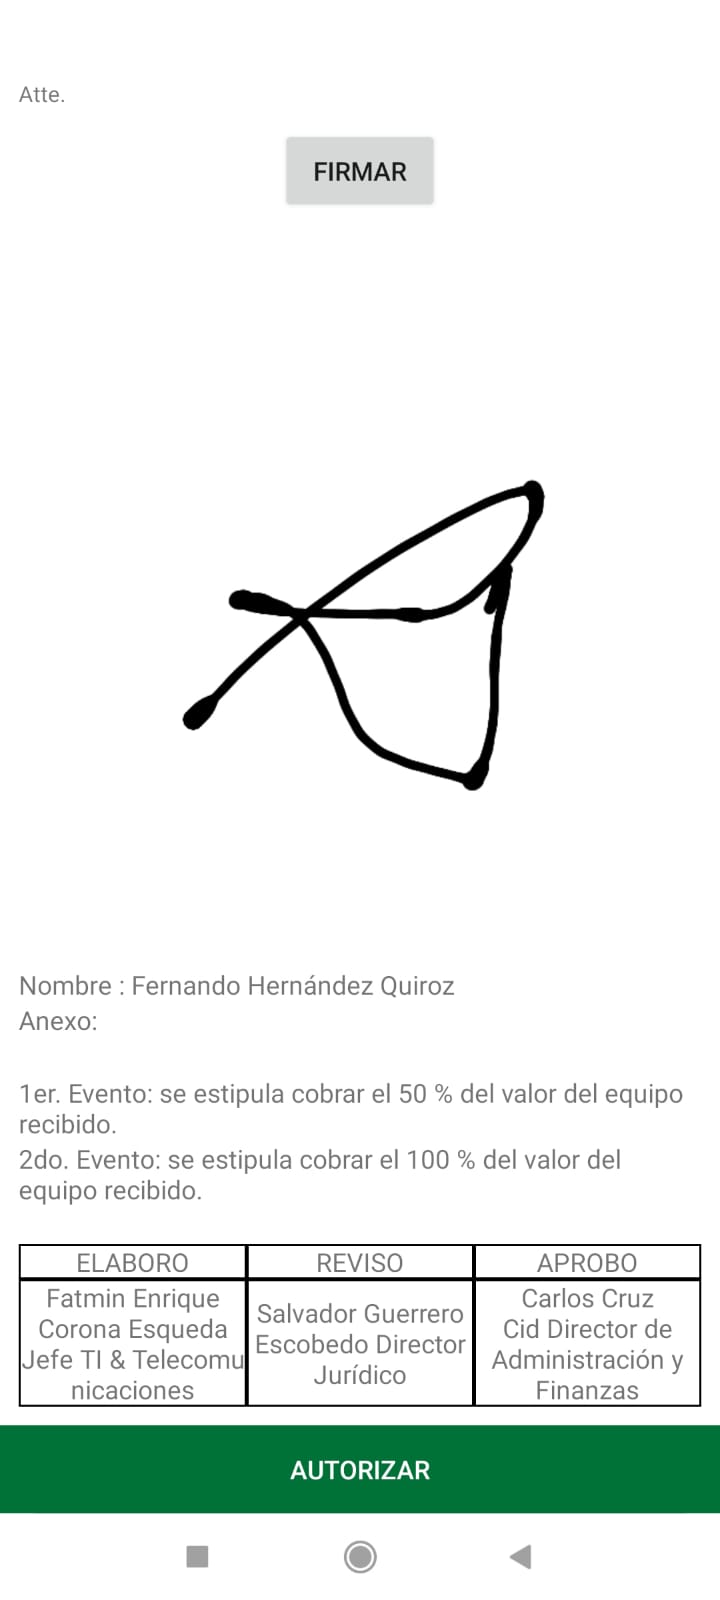 Atte.
FIRMAR
Nombre : Fernando Hernández Quiroz
Anexo:
1er. Evento: se estipula cobrar el 50 % del valor del equipo
recibido.
2do. Evento: se estipula cobrar el 100 % del valor del
equipo recibido.
ELABORO REVISO APROBO
Fatmin Enrique
Corona Esqueda
Jefe TI & Telecomu
nicaciones
Salvador Guerrero
Escobedo Director
Jurídico
Carlos Cruz
Cid Director de
Administración y
Finanzas
AUTORIZAR